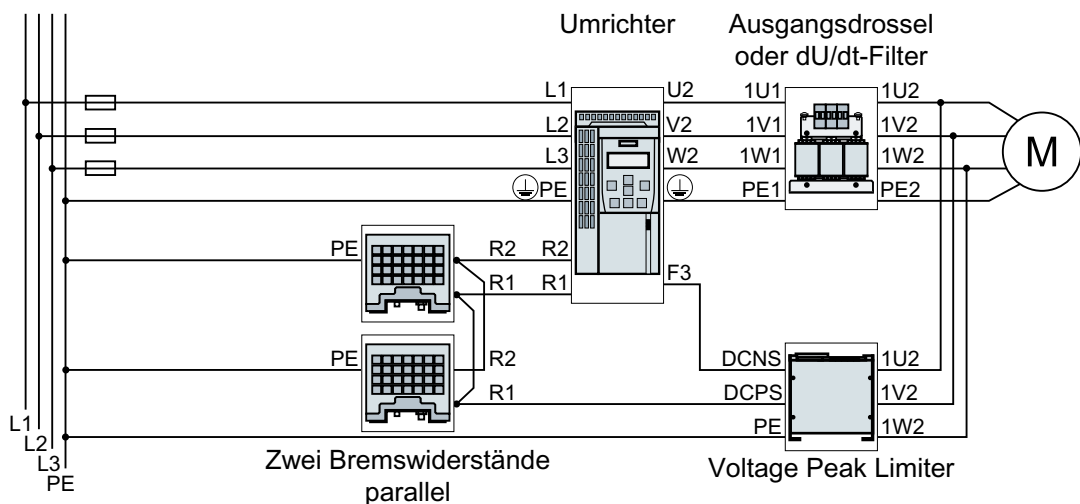 Umrichter
Ausgangsdrossel
oder dU/dt-Filter
L1 U2 1U1 1U2
L2 V2 1V1 1V2
L3 W2 1W1 1W2
PE PE1 PE2
M
PE R2 R2
R1 R1 F3
PE R2 DCNS 1U2
R1 DCPS 1V2
PE 1W2
L1
L2
L3
PE
Zwei Bremswiderstände
parallel
Voltage Peak Limiter